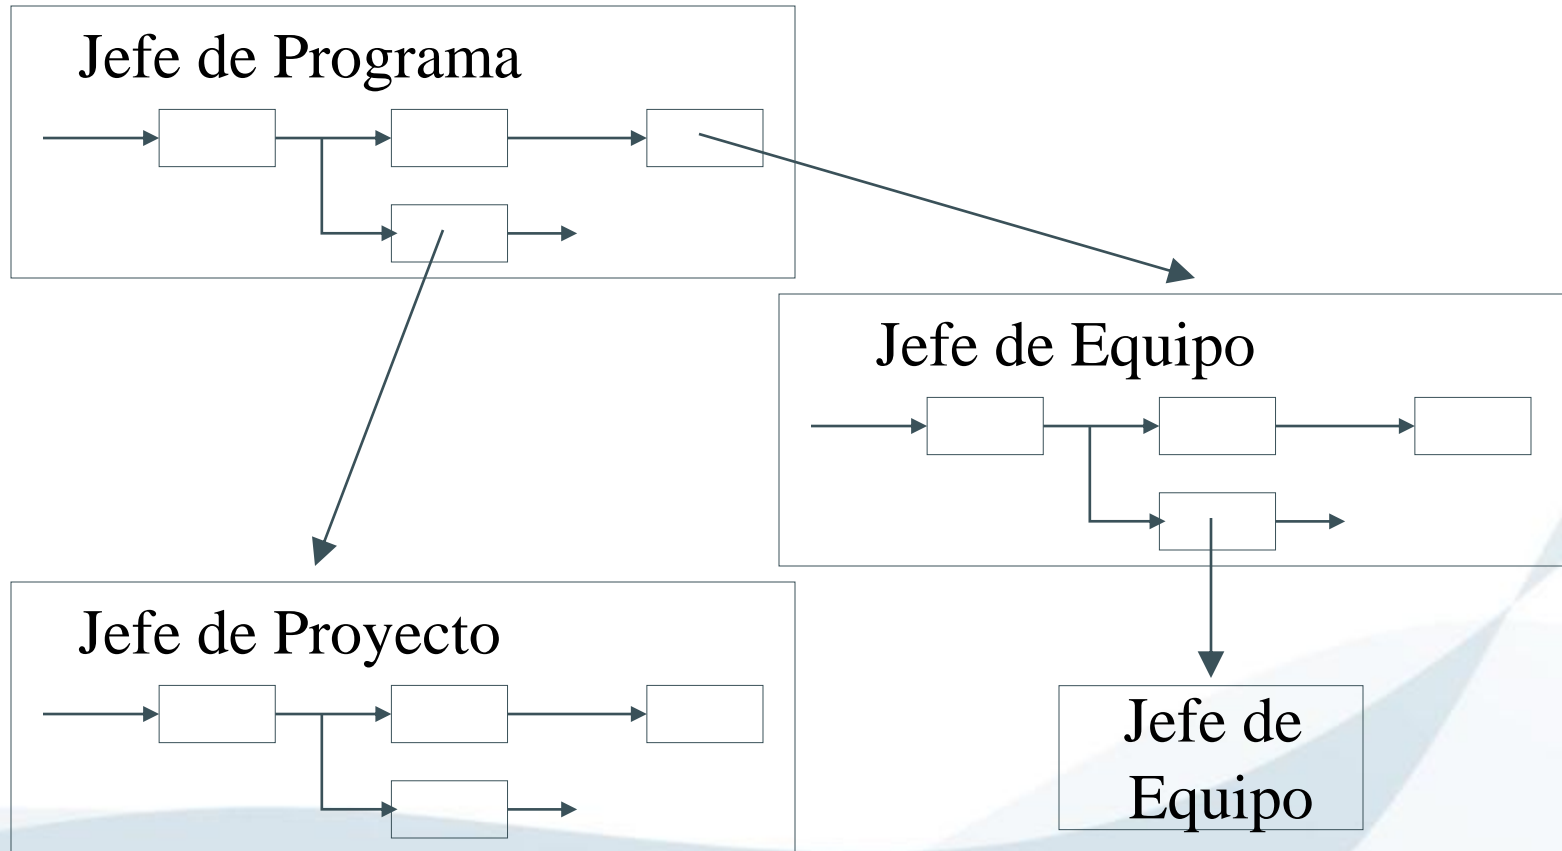 Jefe de Programa
Jefe de Equipo
Jefe de Proyecto
Jefe de
Equipo